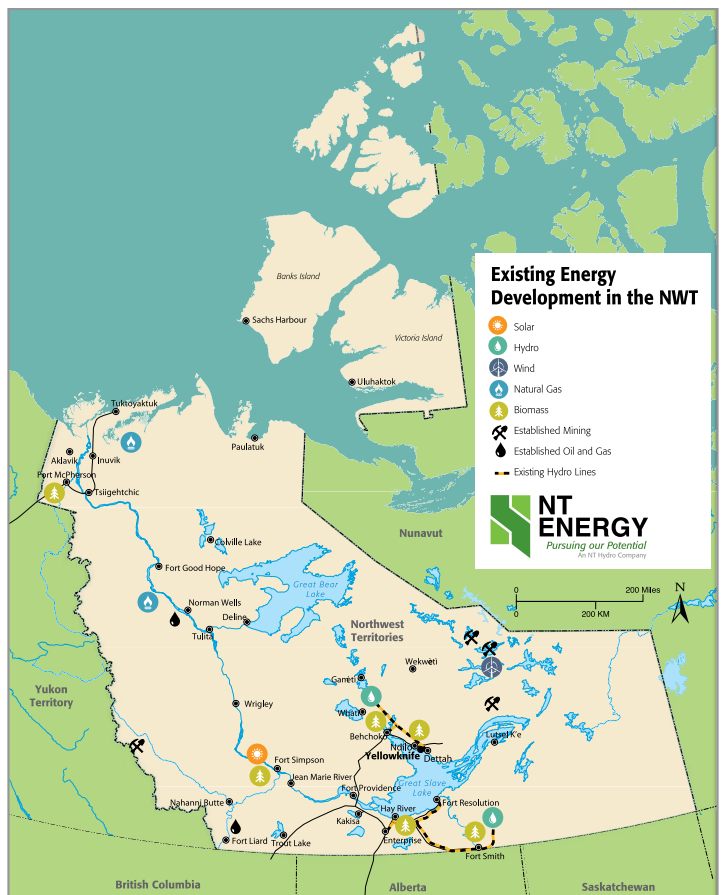 Banks Island
Sachs Harbour
Victoria Island
Uluhaktok
Existing Energy
Development in the NWT
Solar
Hydro
Wind
Natural Gas
Biomass
Established Mining
Established Oil and Gas
Existing Hydro Lines
NT
ENERGY
Pursuing our Potential
An NT Hydro Company
Tuktoyaktuk
Paulatuk
Aklavik
Inuvik
Fort McPherson
Tsiigehtchic
Nunavut
Colville Lake
Fort Good Hope
Great Bear
Lake
0
200 Miles
N
0
200 KM
Norman Wells
Deline
Tulita
Northwest
Territories
Wekweti
Gameti
Yukon
Territory
Wrigley
Whati
Behchoko
Ndilo
Yellowknife
Dettah
Lutsel K'e
Fort Simpson
Jean Marie River
Great Slave
Lake
Fort Providence
Nahanni Butte
Hay River
Fort Resolution
Kakisa
Fort Liard
Trout Lake
Enterprise
Fort Smith
British Columbia
Alberta
Saskatchewan